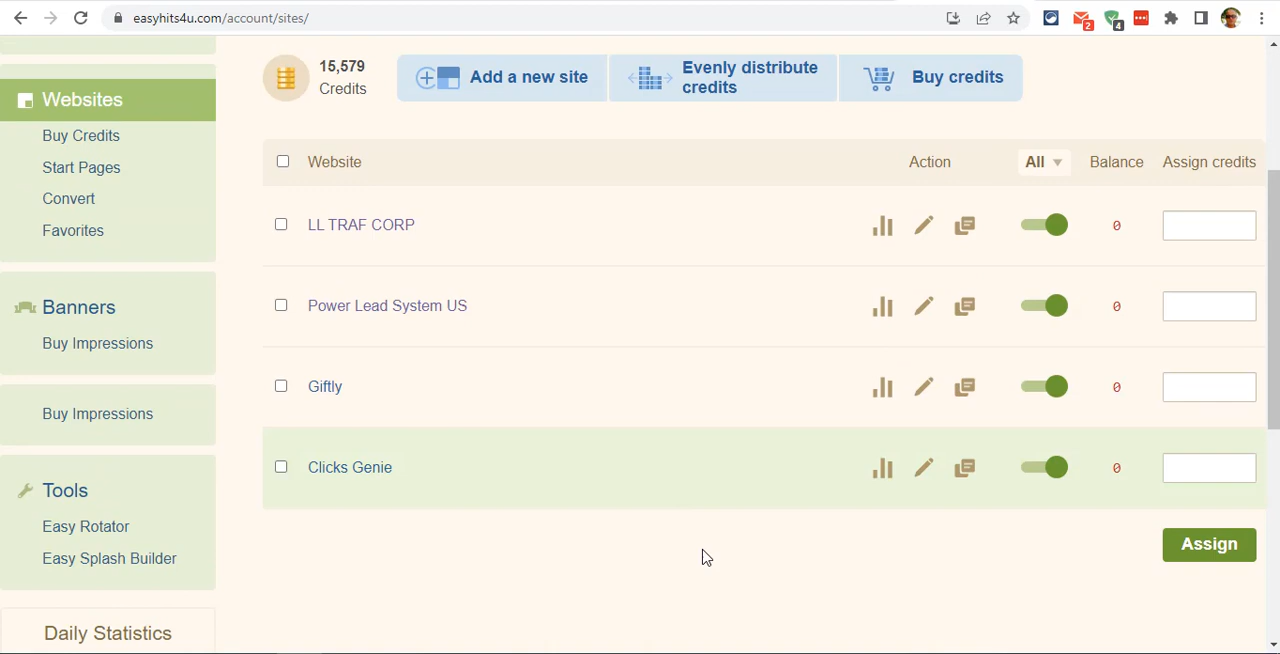 easyhits4u.com/account/sites/
2
4
15,579
Credits
Add a new site
Evenly distribute
credits
Buy credits
Websites
Buy Credits
Start Pages
Convert
Favorites
Banners
Buy Impressions
Buy Impressions
Tools
Easy Rotator
Easy Splash Builder
Daily Statistics
Website Action All Balance Assign credits
LL TRAF CORP 0
Power Lead System US 0
Giftly 0
Clicks Genie 0
Assign